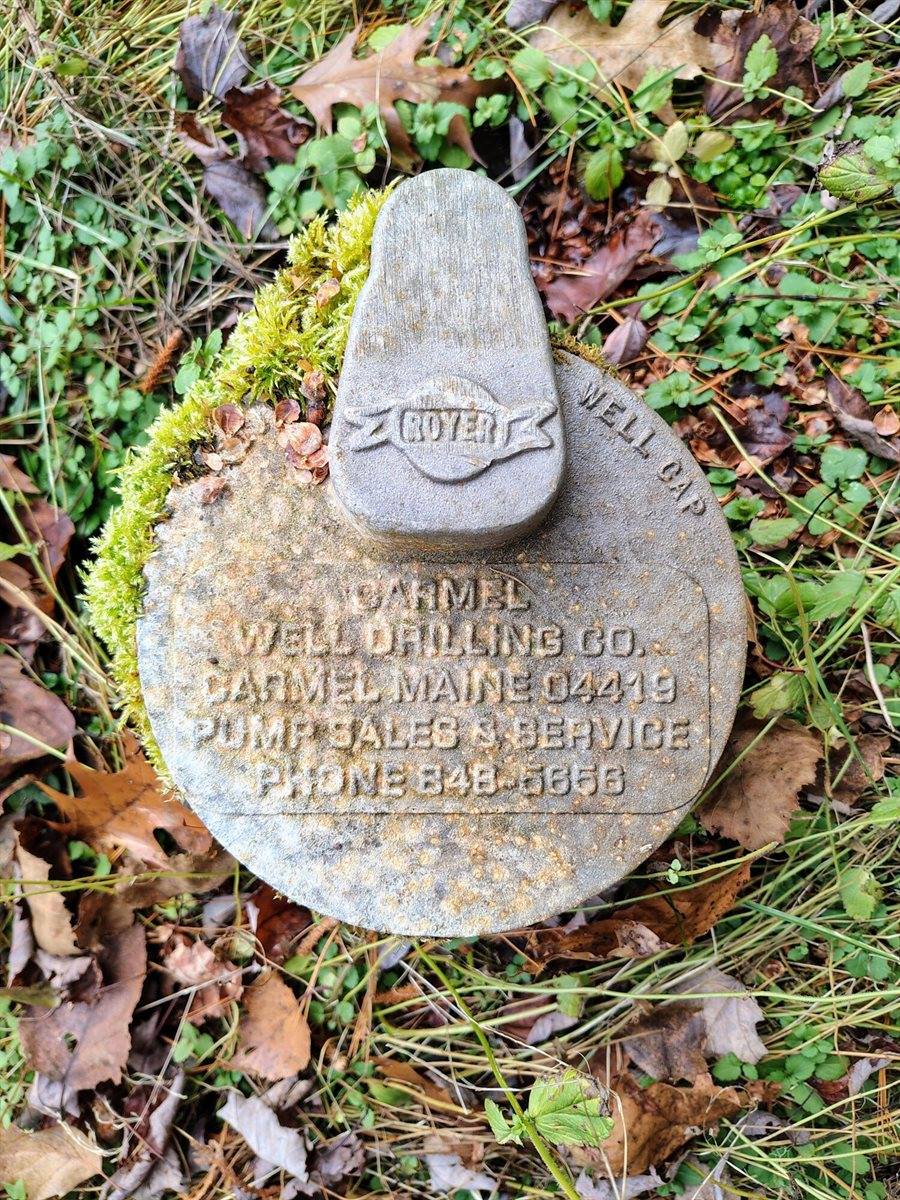 ROYER
WELL CAP
CARMEL
WELL DRILLING CO.
CARMEL MAINE 04419
PUMP SALES & SERVICE
PHONE 848-5656